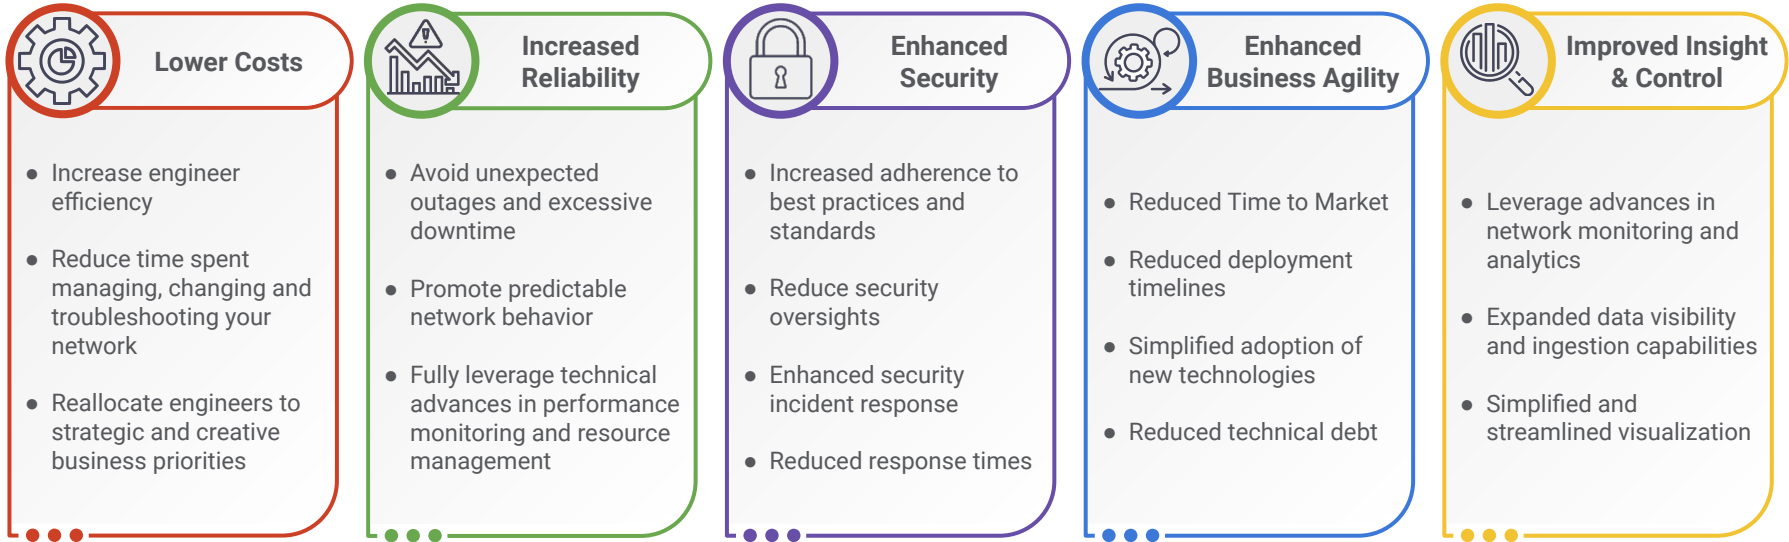 Lower Costs
● Increase engineer
efficiency
● Reduce time spent
managing, changing and
troubleshooting your
network
● Reallocate engineers to
strategic and creative
business priorities
Increased
Reliability
● Avoid unexpected
outages and excessive
downtime
● Promote predictable
network behavior
● Fully leverage technical
advances in performance
monitoring and resource
management
Enhanced
Security
● Increased adherence to
best practices and
standards
● Reduce security
oversights
● Enhanced security
incident response
● Reduced response times
Enhanced
Business Agility
● Reduced Time to Market
● Reduced deployment
timelines
● Simplified adoption of
new technologies
● Reduced technical debt
Improved Insight
& Control
● Leverage advances in
network monitoring and
analytics
● Expanded data visibility
and ingestion capabilities
● Simplified and
streamlined visualization